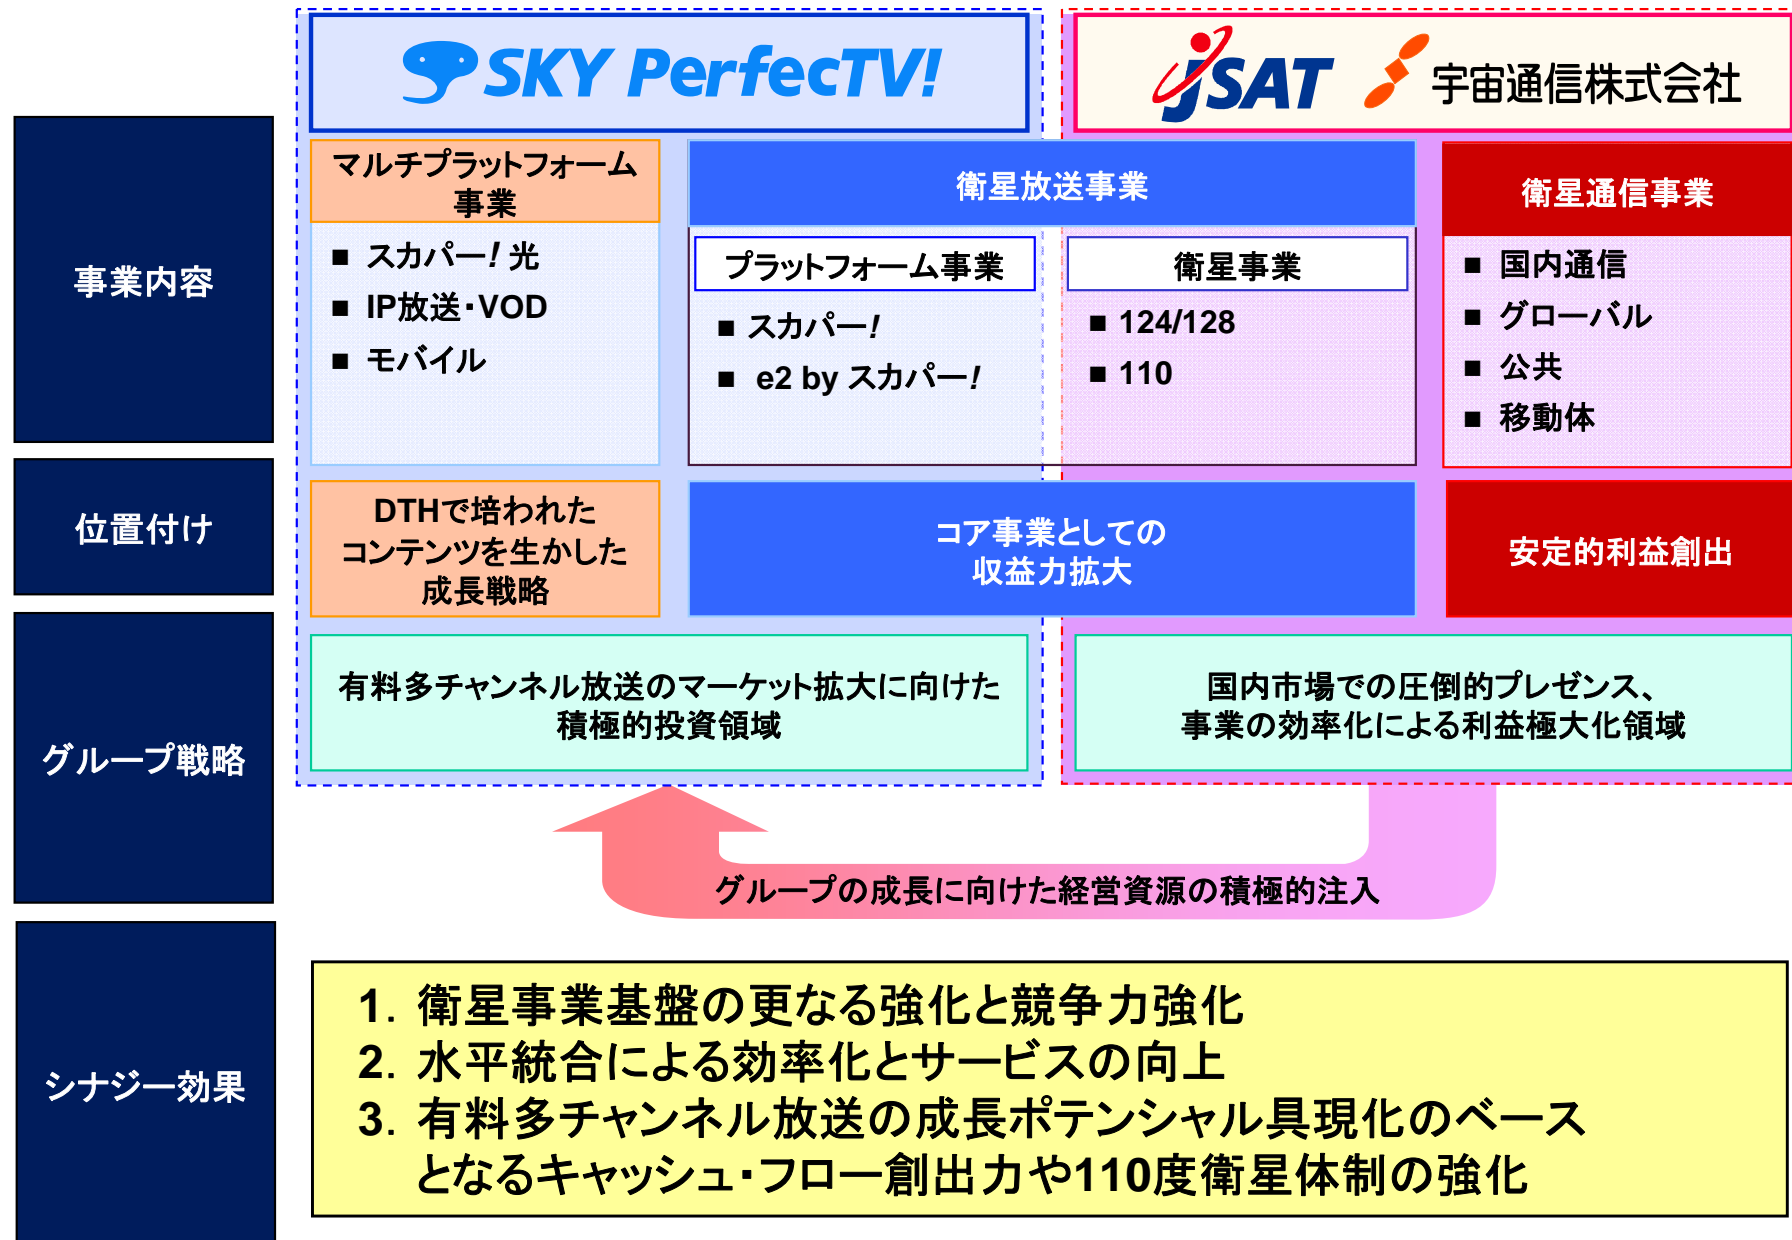 SKY PerfecTV!
JSAT
宇宙通信株式会社
事業内容
マルチプラットフォーム
事業
■ スカパー！光
■ IP放送・VOD
■ モバイル
衛星放送事業
プラットフォーム事業
■ スカパー！
■ e2 by スカパー！
衛星事業
■ 124/128
■ 110
衛星通信事業
■ 国内通信
■ グローバル
■ 公共
■ 移動体
位置付け
DTHで培われた
コンテンツを生かした
成長戦略
コア事業としての
収益力拡大
安定的利益創出
グループ戦略
有料多チャンネル放送のマーケット拡大に向けた
積極的投資領域
国内市場での圧倒的プレゼンス、
事業の効率化による利益極大化領域
グループの成長に向けた経営資源の積極的注入
シナジー効果
1. 衛星事業基盤の更なる強化と競争力強化
2. 水平統合による効率化とサービスの向上
3. 有料多チャンネル放送の成長ポテンシャル具現化のベース
となるキャッシュ・フロー創出力や110度衛星体制の強化